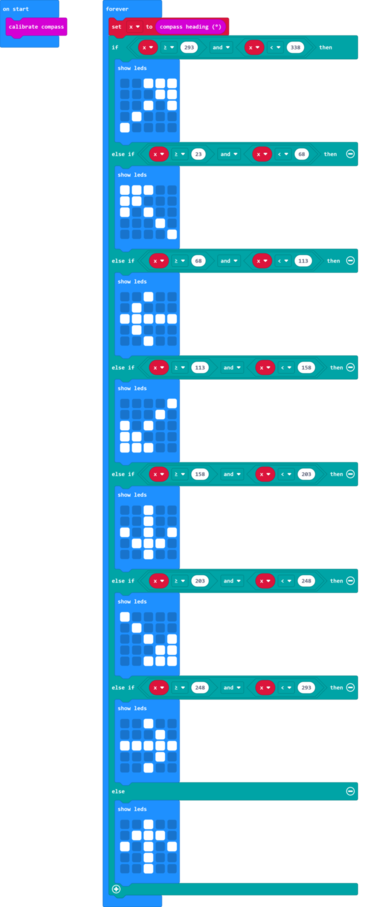 on start
calibrate compass
forever
set x to compass heading (°)
if x ≥ 293 and x < 338 then
show leds
else if x ≥ 23 and x < 68 then
show leds
else if x ≥ 68 and x < 113 then
show leds
else if x ≥ 113 and x < 158 then
show leds
else if x ≥ 158 and x < 203 then
show leds
else if x ≥ 203 and x < 248 then
show leds
else if x ≥ 248 and x < 293 then
show leds
else
show leds